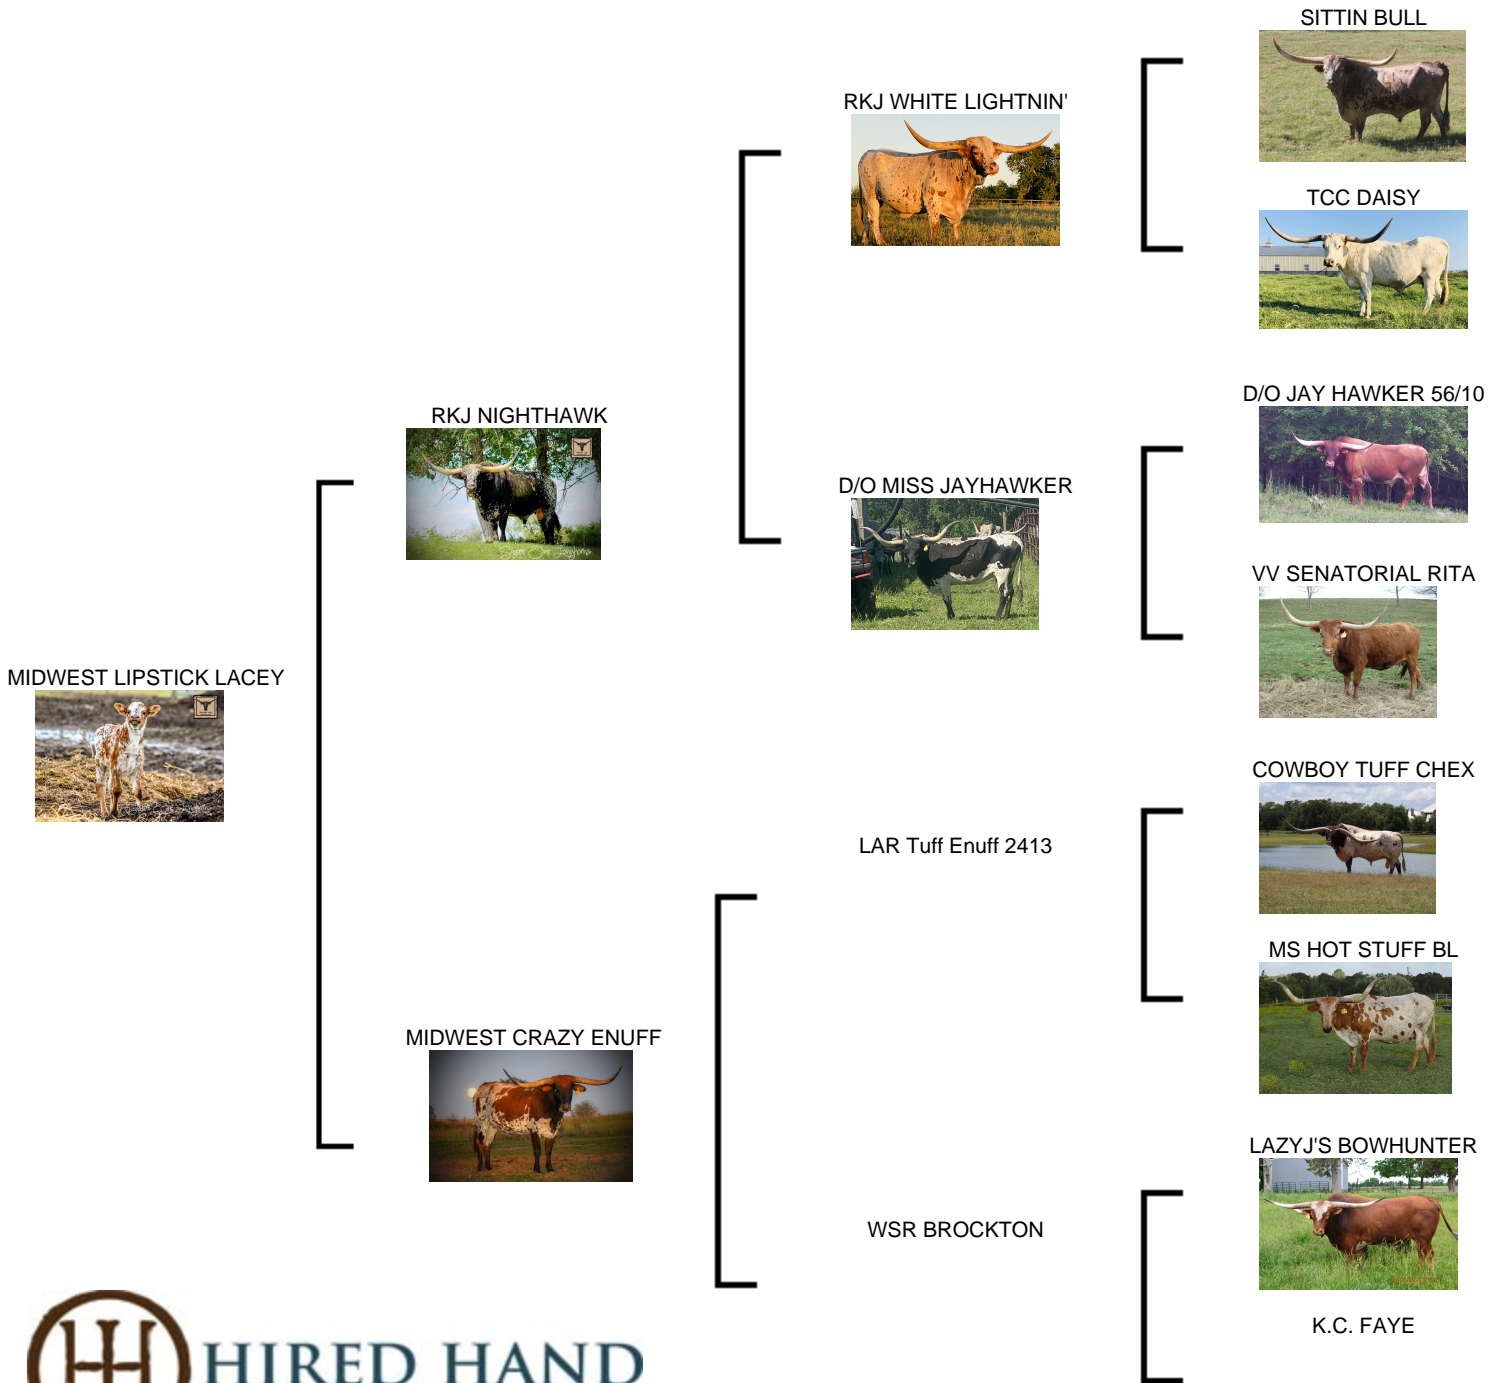 SITTIN BULL
RKJ WHITE LIGHTNIN'
TCC DAISY
D/O JAY HAWKER 56/10
RKJ NIGHTHAWK
D/O MISS JAYHAWKER
VV SENATORIAL RITA
MIDWEST LIPSTICK LACEY
COWBOY TUFF CHEX
LAR Tuff Enuff 2413
MS HOT STUFF BL
MIDWEST CRAZY ENUFF
LAZYJ'S BOWHUNTER
WSR BROCKTON
K.C. FAYE
HIRED HAND